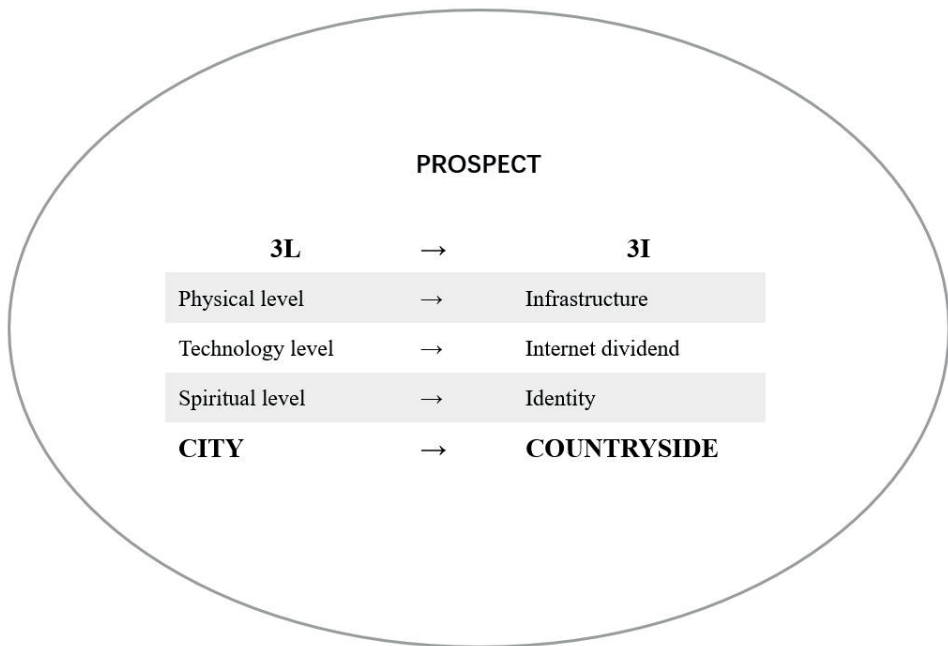 PROSPECT
3L → 3I
Physical level → Infrastructure
Technology level → Internet dividend
Spiritual level → Identity
CITY → COUNTRYSIDE